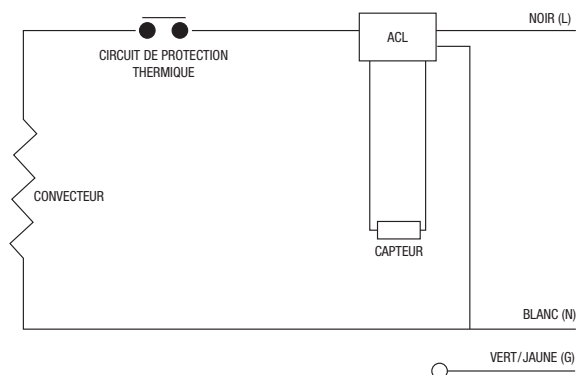 NOIR (L)
ACL
CIRCUIT DE PROTECTION
THERMIQUE
CONVECTEUR
CAPTEUR
BLANC (N)
VERT/JAUNE (G)